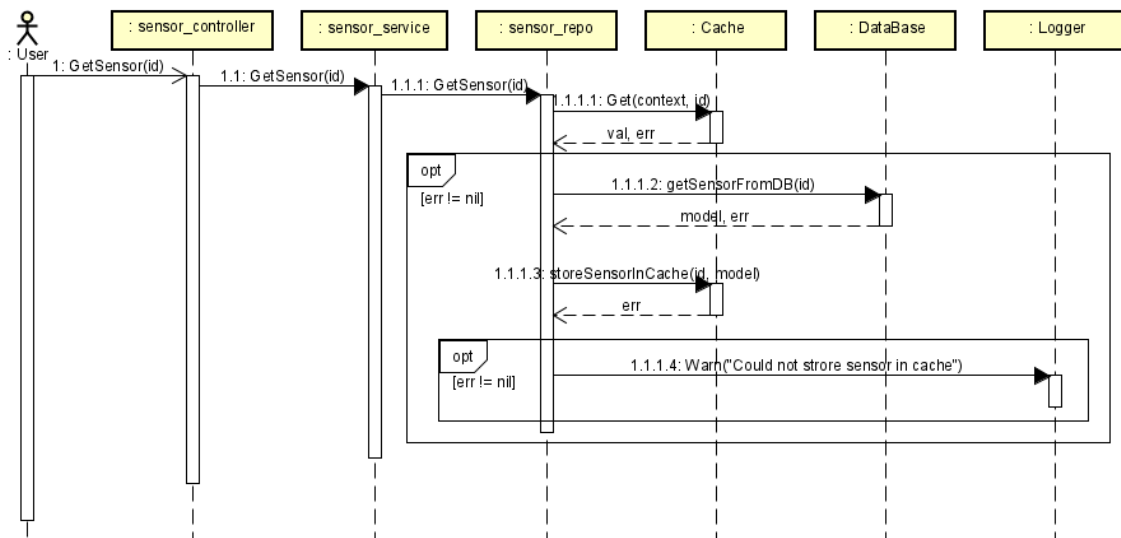 : User
: sensor_controller
: sensor_service
: sensor_repo
: Cache
: DataBase
: Logger
1: GetSensor(id)
1.1: GetSensor(id)
1.1.1: GetSensor(id)
1.1.1.1: Get(context, id)
val, err
opt
[err != nil]
1.1.1.2: getSensorFromDB(id)
model, err
1.1.1.3: storeSensorInCache(id, model)
err
opt
[err != nil]
1.1.1.4: Warn("Could not strore sensor in cache")